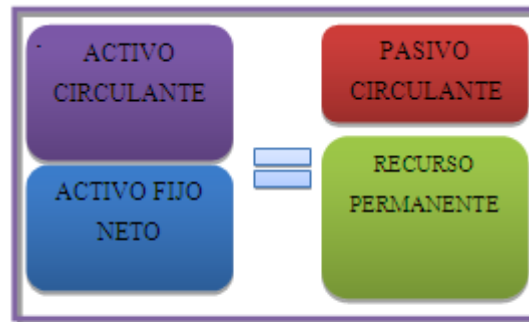 ACTIVO
CIRCULANTE
ACTIVO FIJO
NETO
PASIVO
CIRCULANTE
RECURSO
PERMANENTE